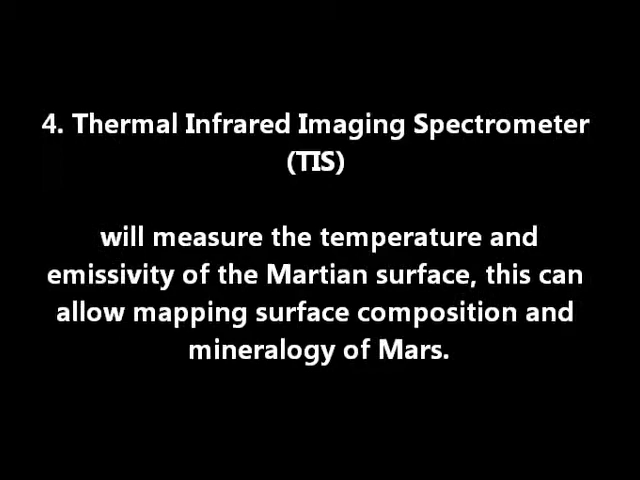 4. Thermal Infrared Imaging Spectrometer
(TIS)
will measure the temperature and
emissivity of the Martian surface, this can
allow mapping surface composition and
mineralogy of Mars.